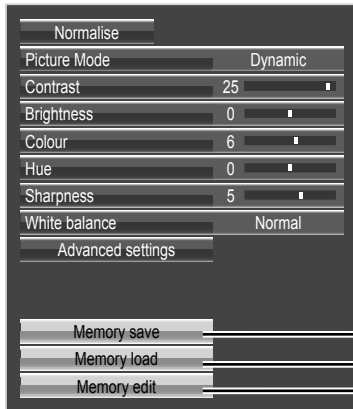 Normalise
Picture Mode Dynamic
Contrast 25
Brightness 0
Colour 6
Hue 0
Sharpness 5
White balance Normal
Advanced settings
Memory save
Memory load
Memory edit